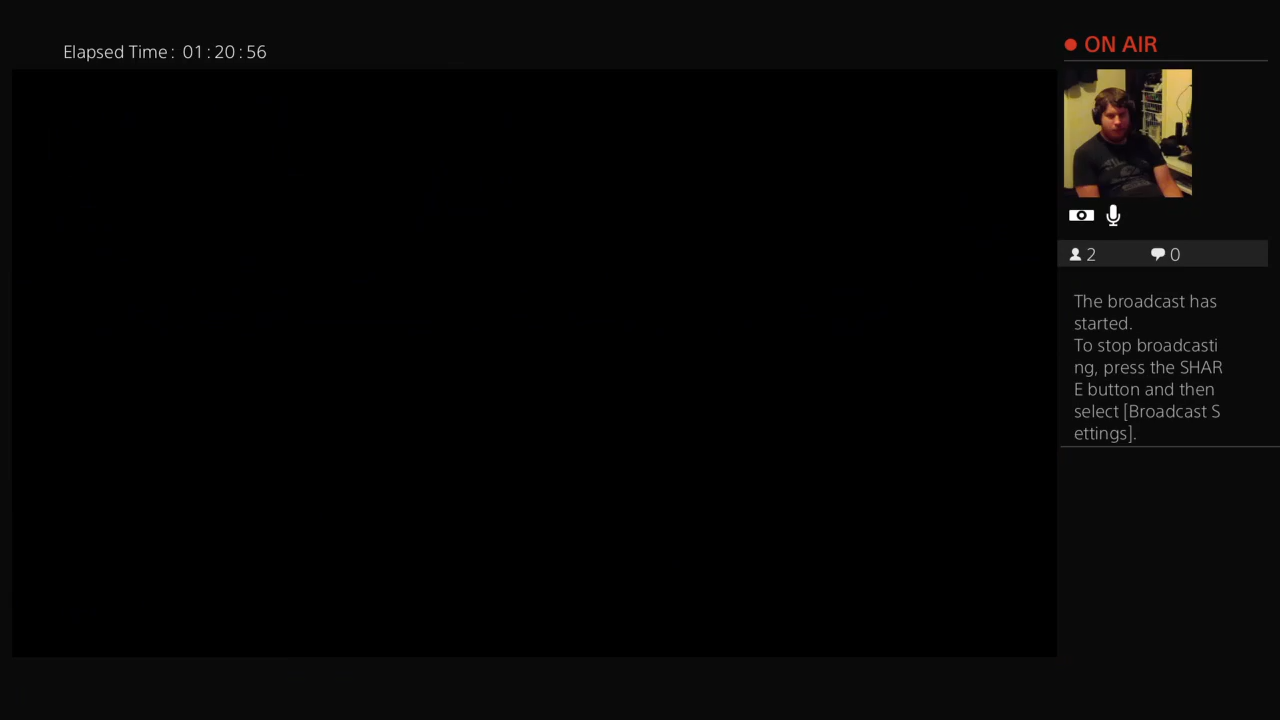 Elapsed Time: 01:20:56
ON AIR
2 0
The broadcast has
started.
To stop broadcasti
ng, press the SHAR
E button and then
select [Broadcast S
ettings].